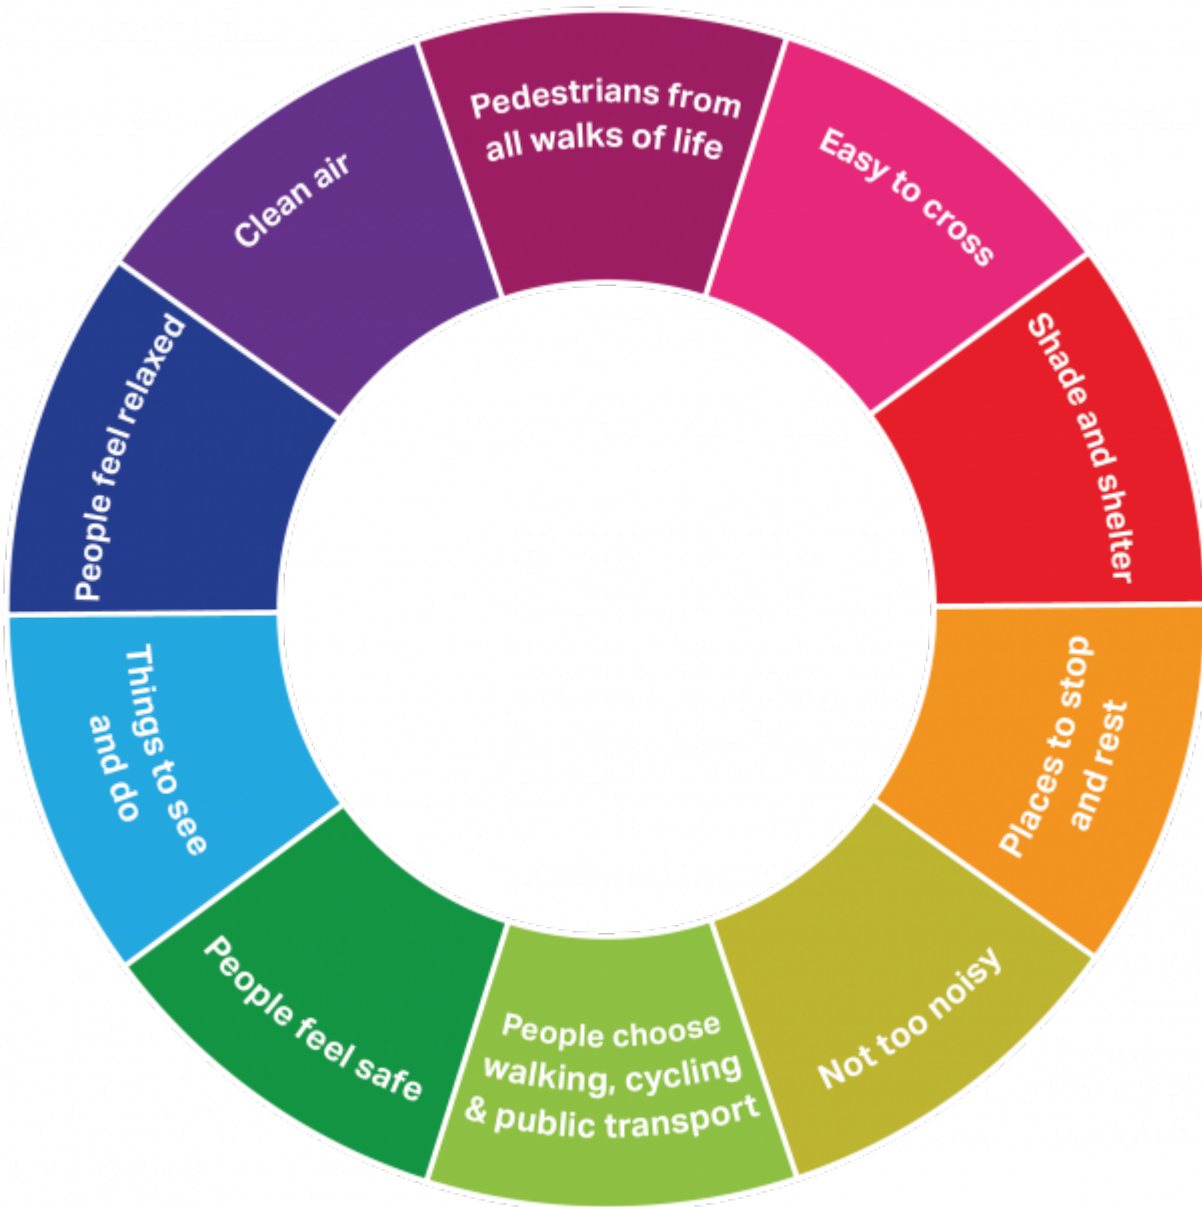 Pedestrians from
all walks of life
Easy to cross
Shade and shelter
Places to stop
and rest
Not too noisy
People choose
walking, cycling
& public transport
People feel safe
Things to see
and do
People feel relaxed
Clean air